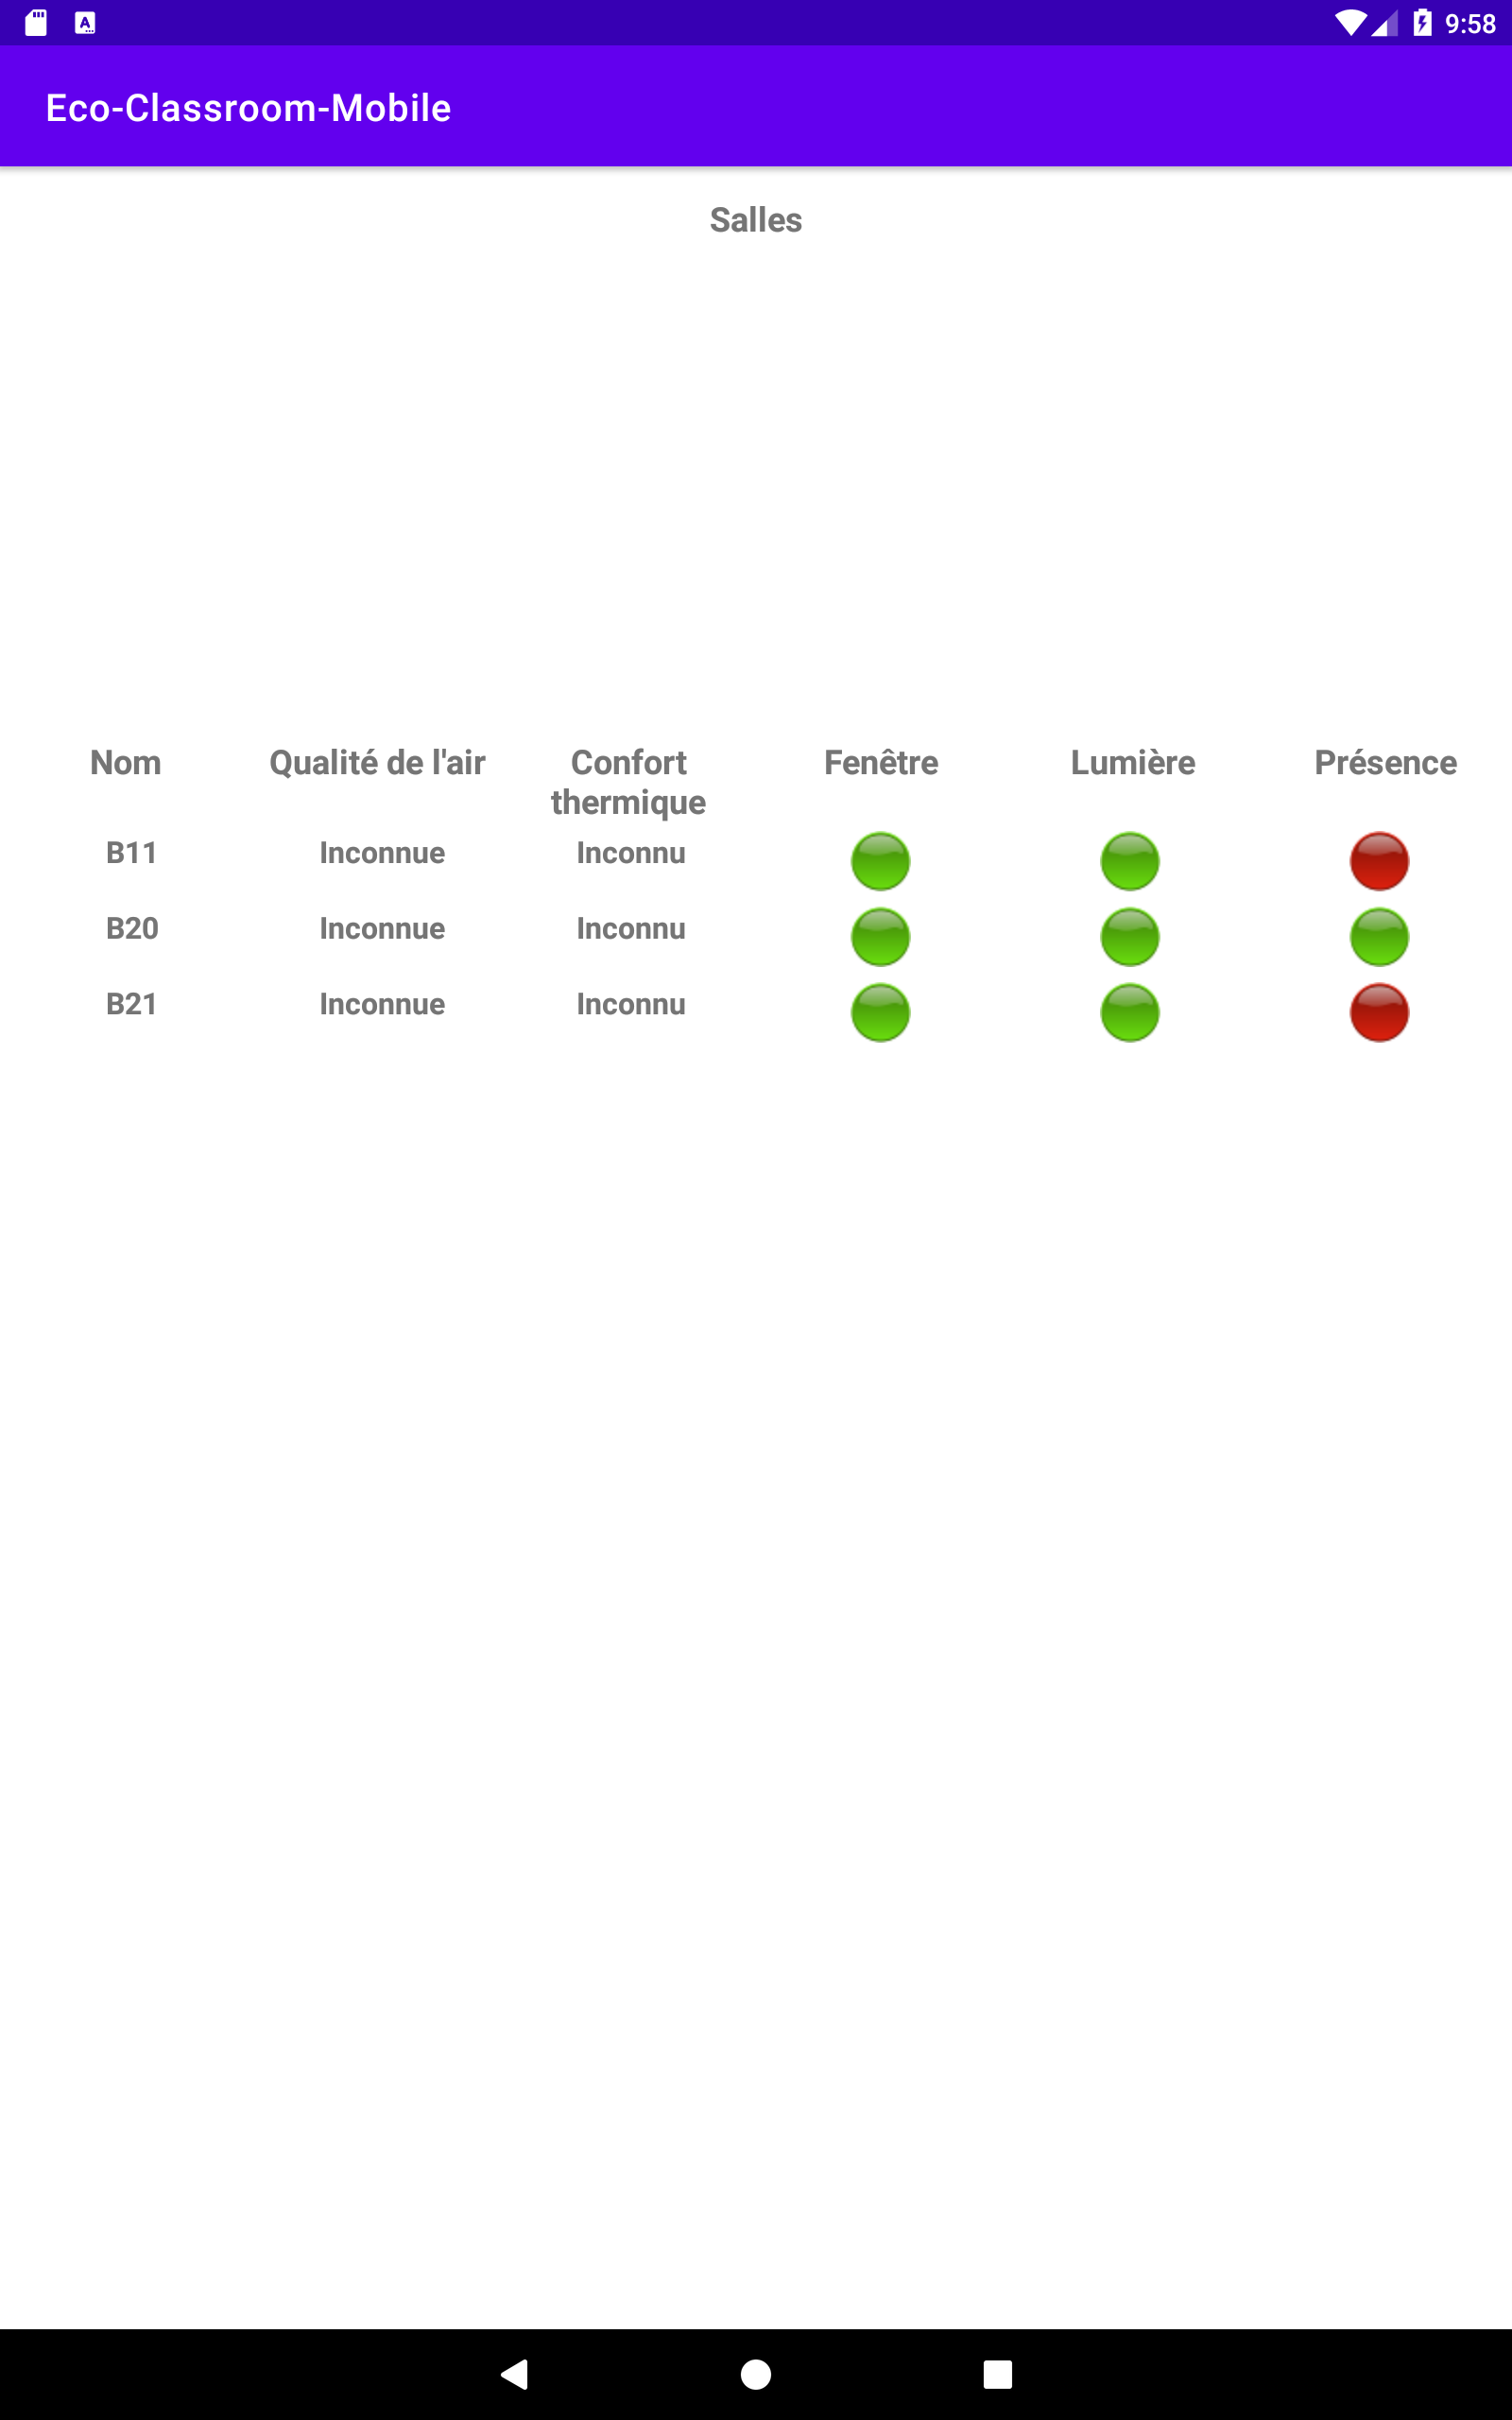 9:58
Eco-Classroom-Mobile
Salles
Nom Qualité de l'air Confort thermique Fenêtre Lumière Présence
B11 Inconnue Inconnu
B20 Inconnue Inconnu
B21 Inconnue Inconnu